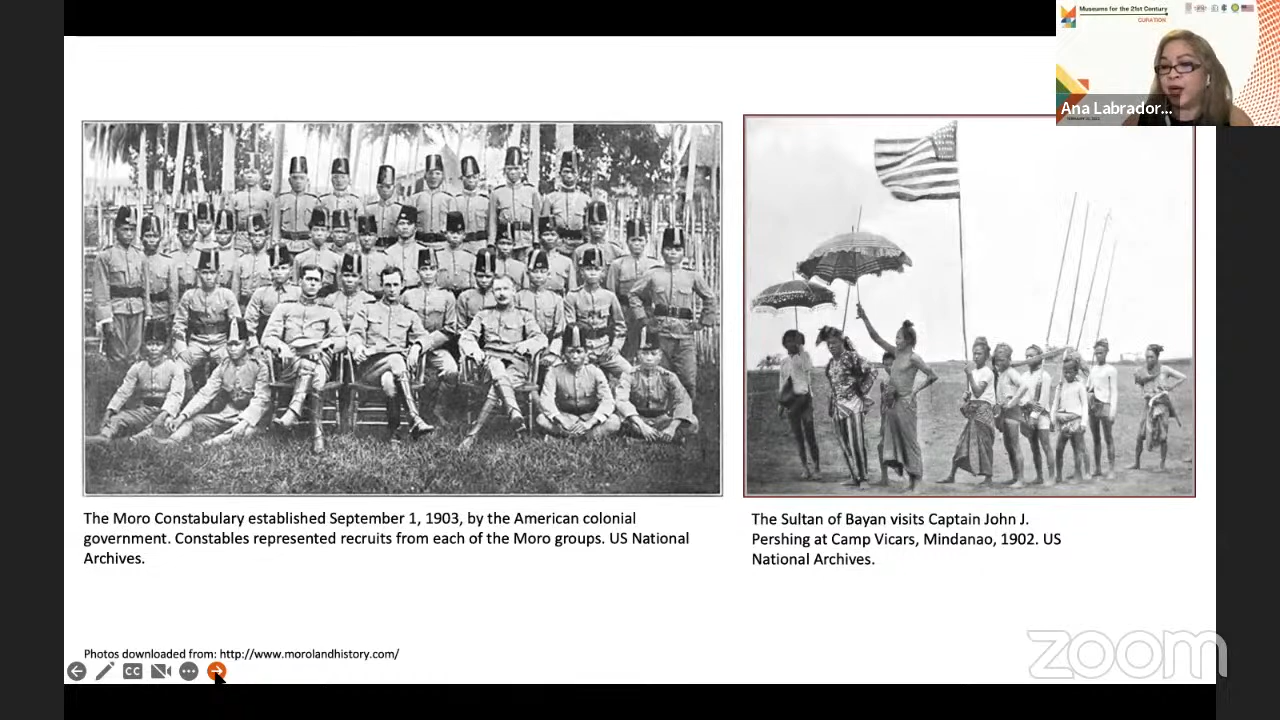 Museums for the 21st Century
CURATION
Ana Labrador...
The Moro Constabulary established September 1, 1903, by the American colonial
government. Constables represented recruits from each of the Moro groups. US National
Archives.
The Sultan of Bayan visits Captain John J.
Pershing at Camp Vicars, Mindanao, 1902. US
National Archives.
Photos downloaded from: http://www.morolandhistory.com/
CC
zoom